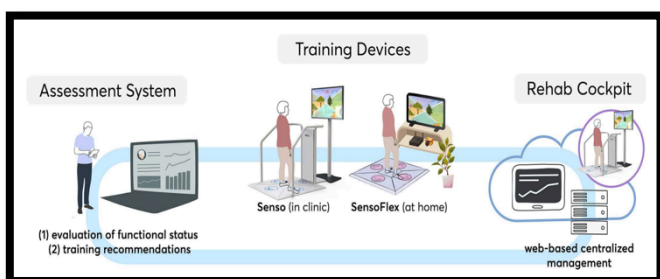 Training Devices
Assessment System
Rehab Cockpit
Senso (in clinic)
SensoFlex (at home)
(1) evaluation of functional status
(2) training recommendations
web-based centralized
management